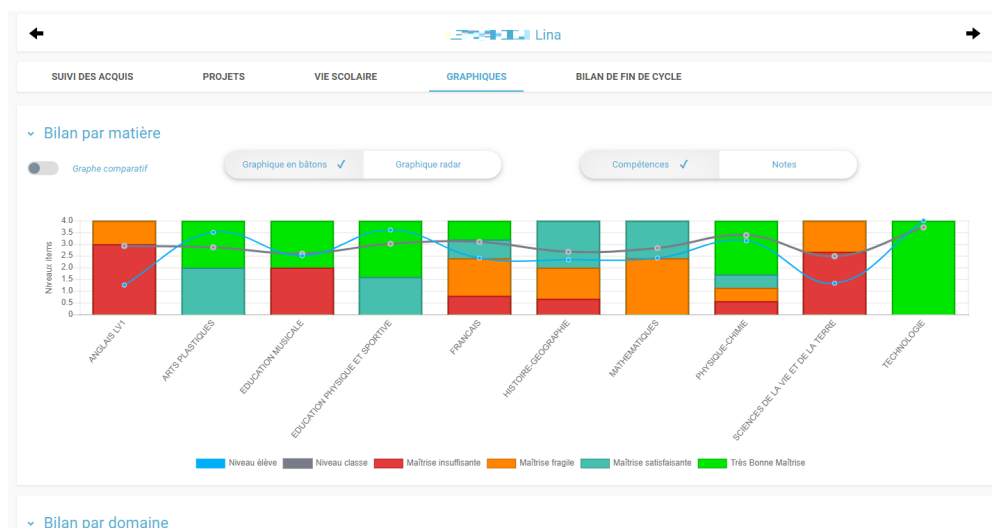 Lina
SUIVI DES ACQUIS PROJETS VIE SCOLAIRE GRAPHIQUES BILAN DE FIN DE CYCLE
Bilan par matière
Graphe comparatif Graphique en bâtons Graphique radar Compétences Notes
Niveaux items
4.0
3.5
3.0
2.5
2.0
1.5
1.0
0.5
0
ANGLAIS LV1
ARTS PLASTIQUES
EDUCATION MUSICALE
EDUCATION PHYSIQUE ET SPORTIVE
FRANCAIS
HISTOIRE-GEOGRAPHIE
MATHEMATIQUES
PHYSIQUE-CHIMIE
SCIENCES DE LA VIE ET DE LA TERRE
TECHNOLOGIE
Niveau élève Niveau classe Maîtrise insuffisante Maîtrise fragile Maîtrise satisfaisante Très Bonne Maîtrise
Bilan par domaine